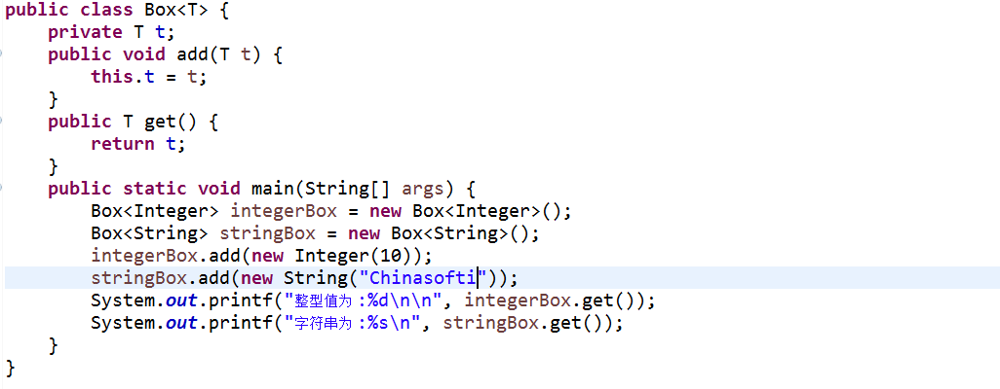 public class Box<T> {
    private T t;
    public void add(T t) {
        this.t = t;
    }
    public T get() {
        return t;
    }
    public static void main(String[] args) {
        Box<Integer> integerBox = new Box<Integer>();
        Box<String> stringBox = new Box<String>();
        integerBox.add(new Integer(10));
        stringBox.add(new String("Chinasofti"));
        System.out.printf("整型值为 :%d\n\n", integerBox.get());
        System.out.printf("字符串为 :%s\n", stringBox.get());
    }
}